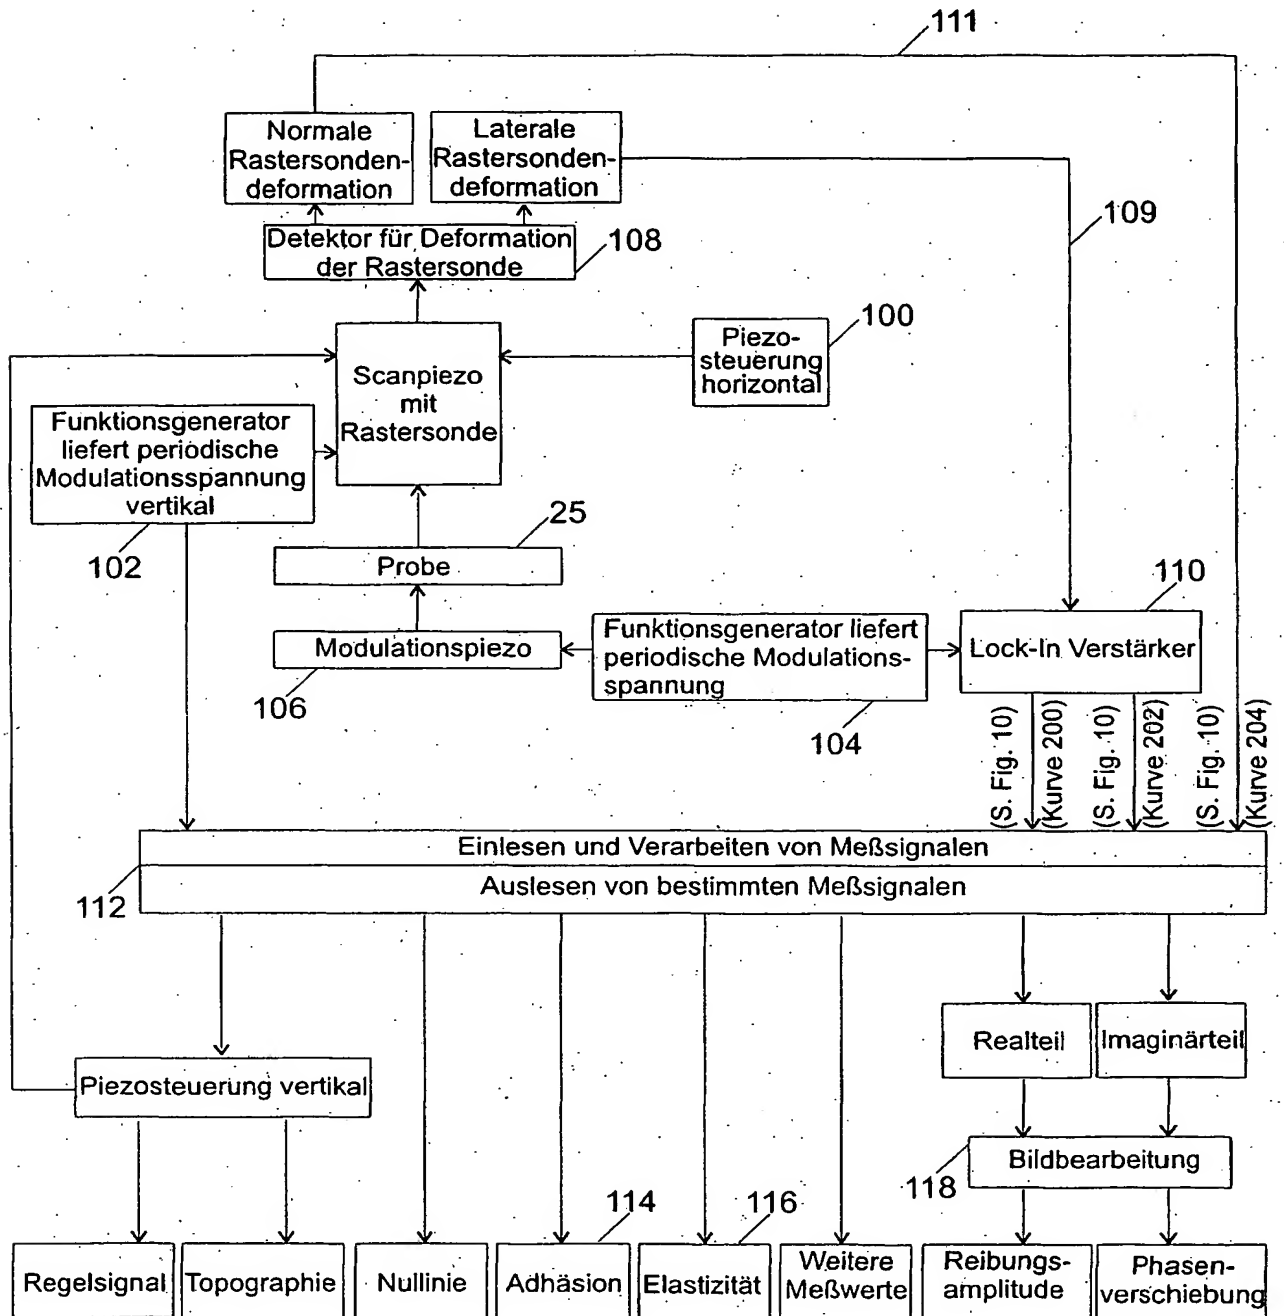 111
Normale
Rastersonden-
deformation
Laterale
Rastersonden-
deformation
109
Detektor für Deformation
der Rastersonde
108
100
Piezo-
steuerung
horizontal
Scanpiezo
mit
Rastersonde
Funktionsgenerator
liefert periodische
Modulationsspannung
vertikal
102
25
Probe
110
Modulationspiezo
106
Funktionsgenerator liefert
periodische Modulations-
spannung
104
Lock-In Verstärker
(S. Fig. 10)
(Kurve 200)
(S. Fig. 10)
(Kurve 202)
(S. Fig. 10)
(Kurve 204)
Einlesen und Verarbeiten von Meßsignalen
Auslesen von bestimmten Meßsignalen
112
Realteil
Imaginärteil
Piezosteuerung vertikal
Bildbearbeitung
118
114
116
Regelsignal
Topographie
Nullinie
Adhäsion
Elastizität
Weitere
Meßwerte
Reibungs-
amplitude
Phasen-
verschiebung